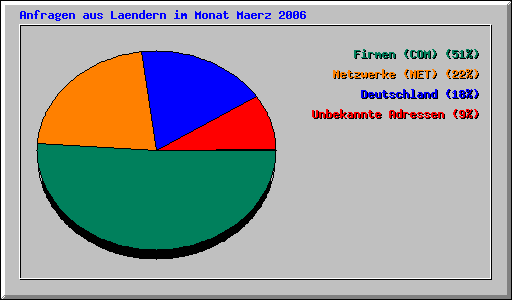 Anfragen aus Laendern im Monat Maerz 2006
Firmen (COM) (51%)
Netzwerke (NET) (22%)
Deutschland (18%)
Unbekannte Adressen (9%)